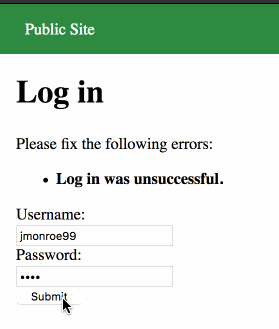 Public Site
Log in
Please fix the following errors:
• Log in was unsuccessful.
Username:
jmonroe99
Password:
••••
Submit